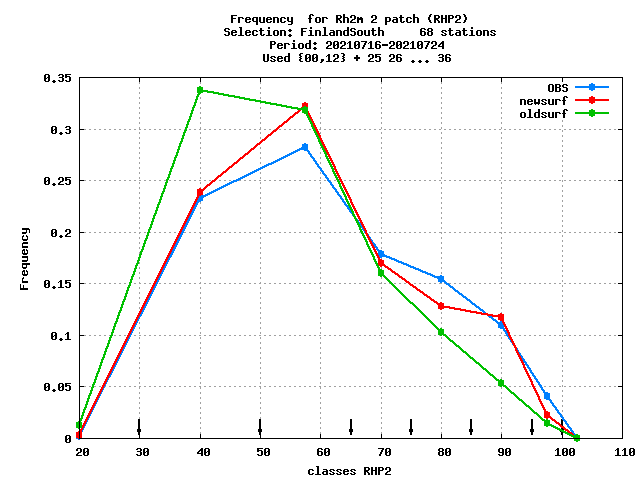 Frequency  for Rh2m 2 patch (RHP2)
Selection: FinlandSouth     68 stations
Period: 20210716-20210724
Used {00,12} + 25 26 ... 36
OBS
newsurf
oldsurf
0.35
0.3
0.25
0.2
0.15
0.1
0.05
0
Frequency
20 30 40 50 60 70 80 90 100 110
classes RHP2